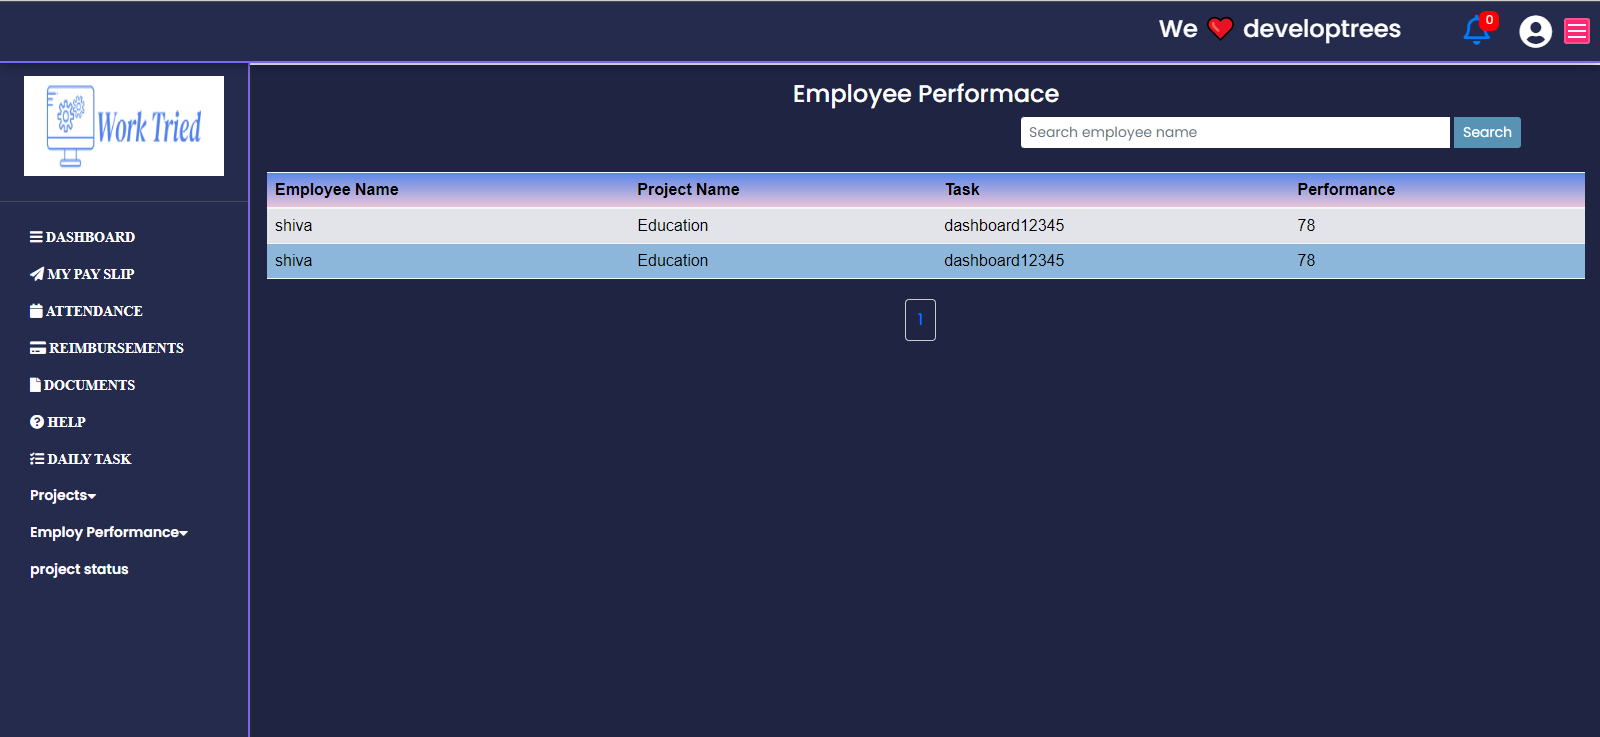 We ❤️ developtrees
0
Work Tried
Employee Performace
Search employee name Search
Employee Name Project Name Task Performance
shiva Education dashboard12345 78
shiva Education dashboard12345 78
1
DASHBOARD
MY PAY SLIP
ATTENDANCE
REIMBURSEMENTS
DOCUMENTS
HELP
DAILY TASK
Projects
Employ Performance
project status